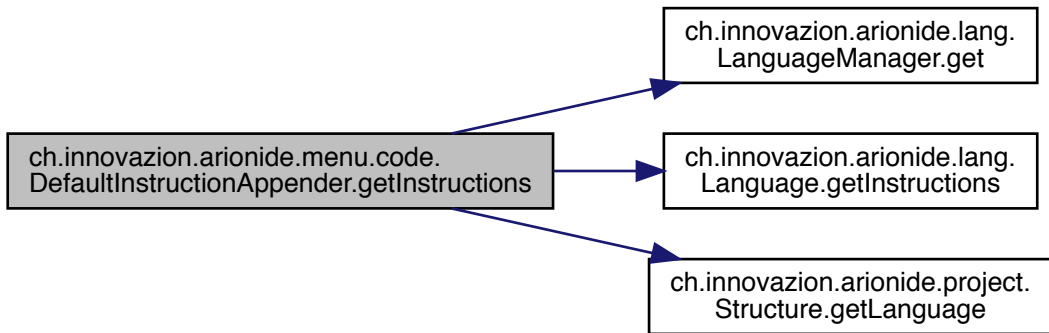 ch.innovazion.arionide.lang.
LanguageManager.get
ch.innovazion.arionide.menu.code.
DefaultInstructionAppender.getInstructions
ch.innovazion.arionide.lang.
Language.getInstructions
ch.innovazion.arionide.project.
Structure.getLanguage